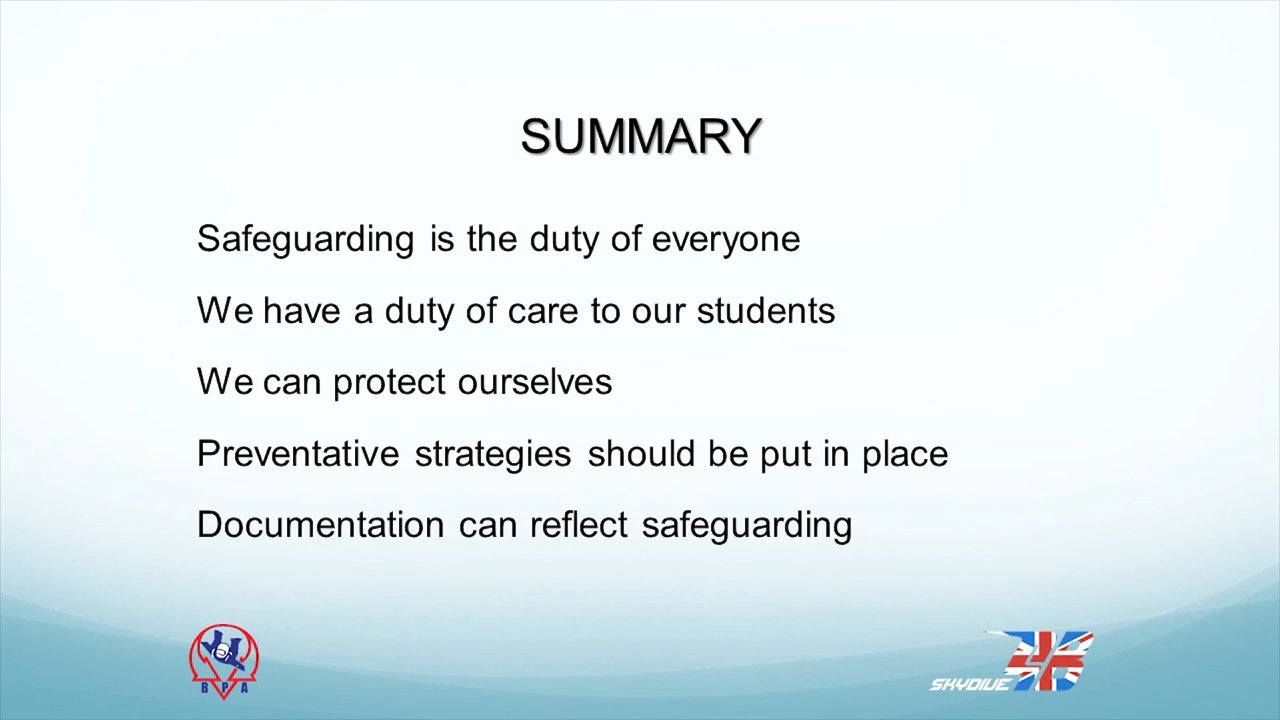 SUMMARY
Safeguarding is the duty of everyone
We have a duty of care to our students
We can protect ourselves
Preventative strategies should be put in place
Documentation can reflect safeguarding
BPA
SKYDIVE